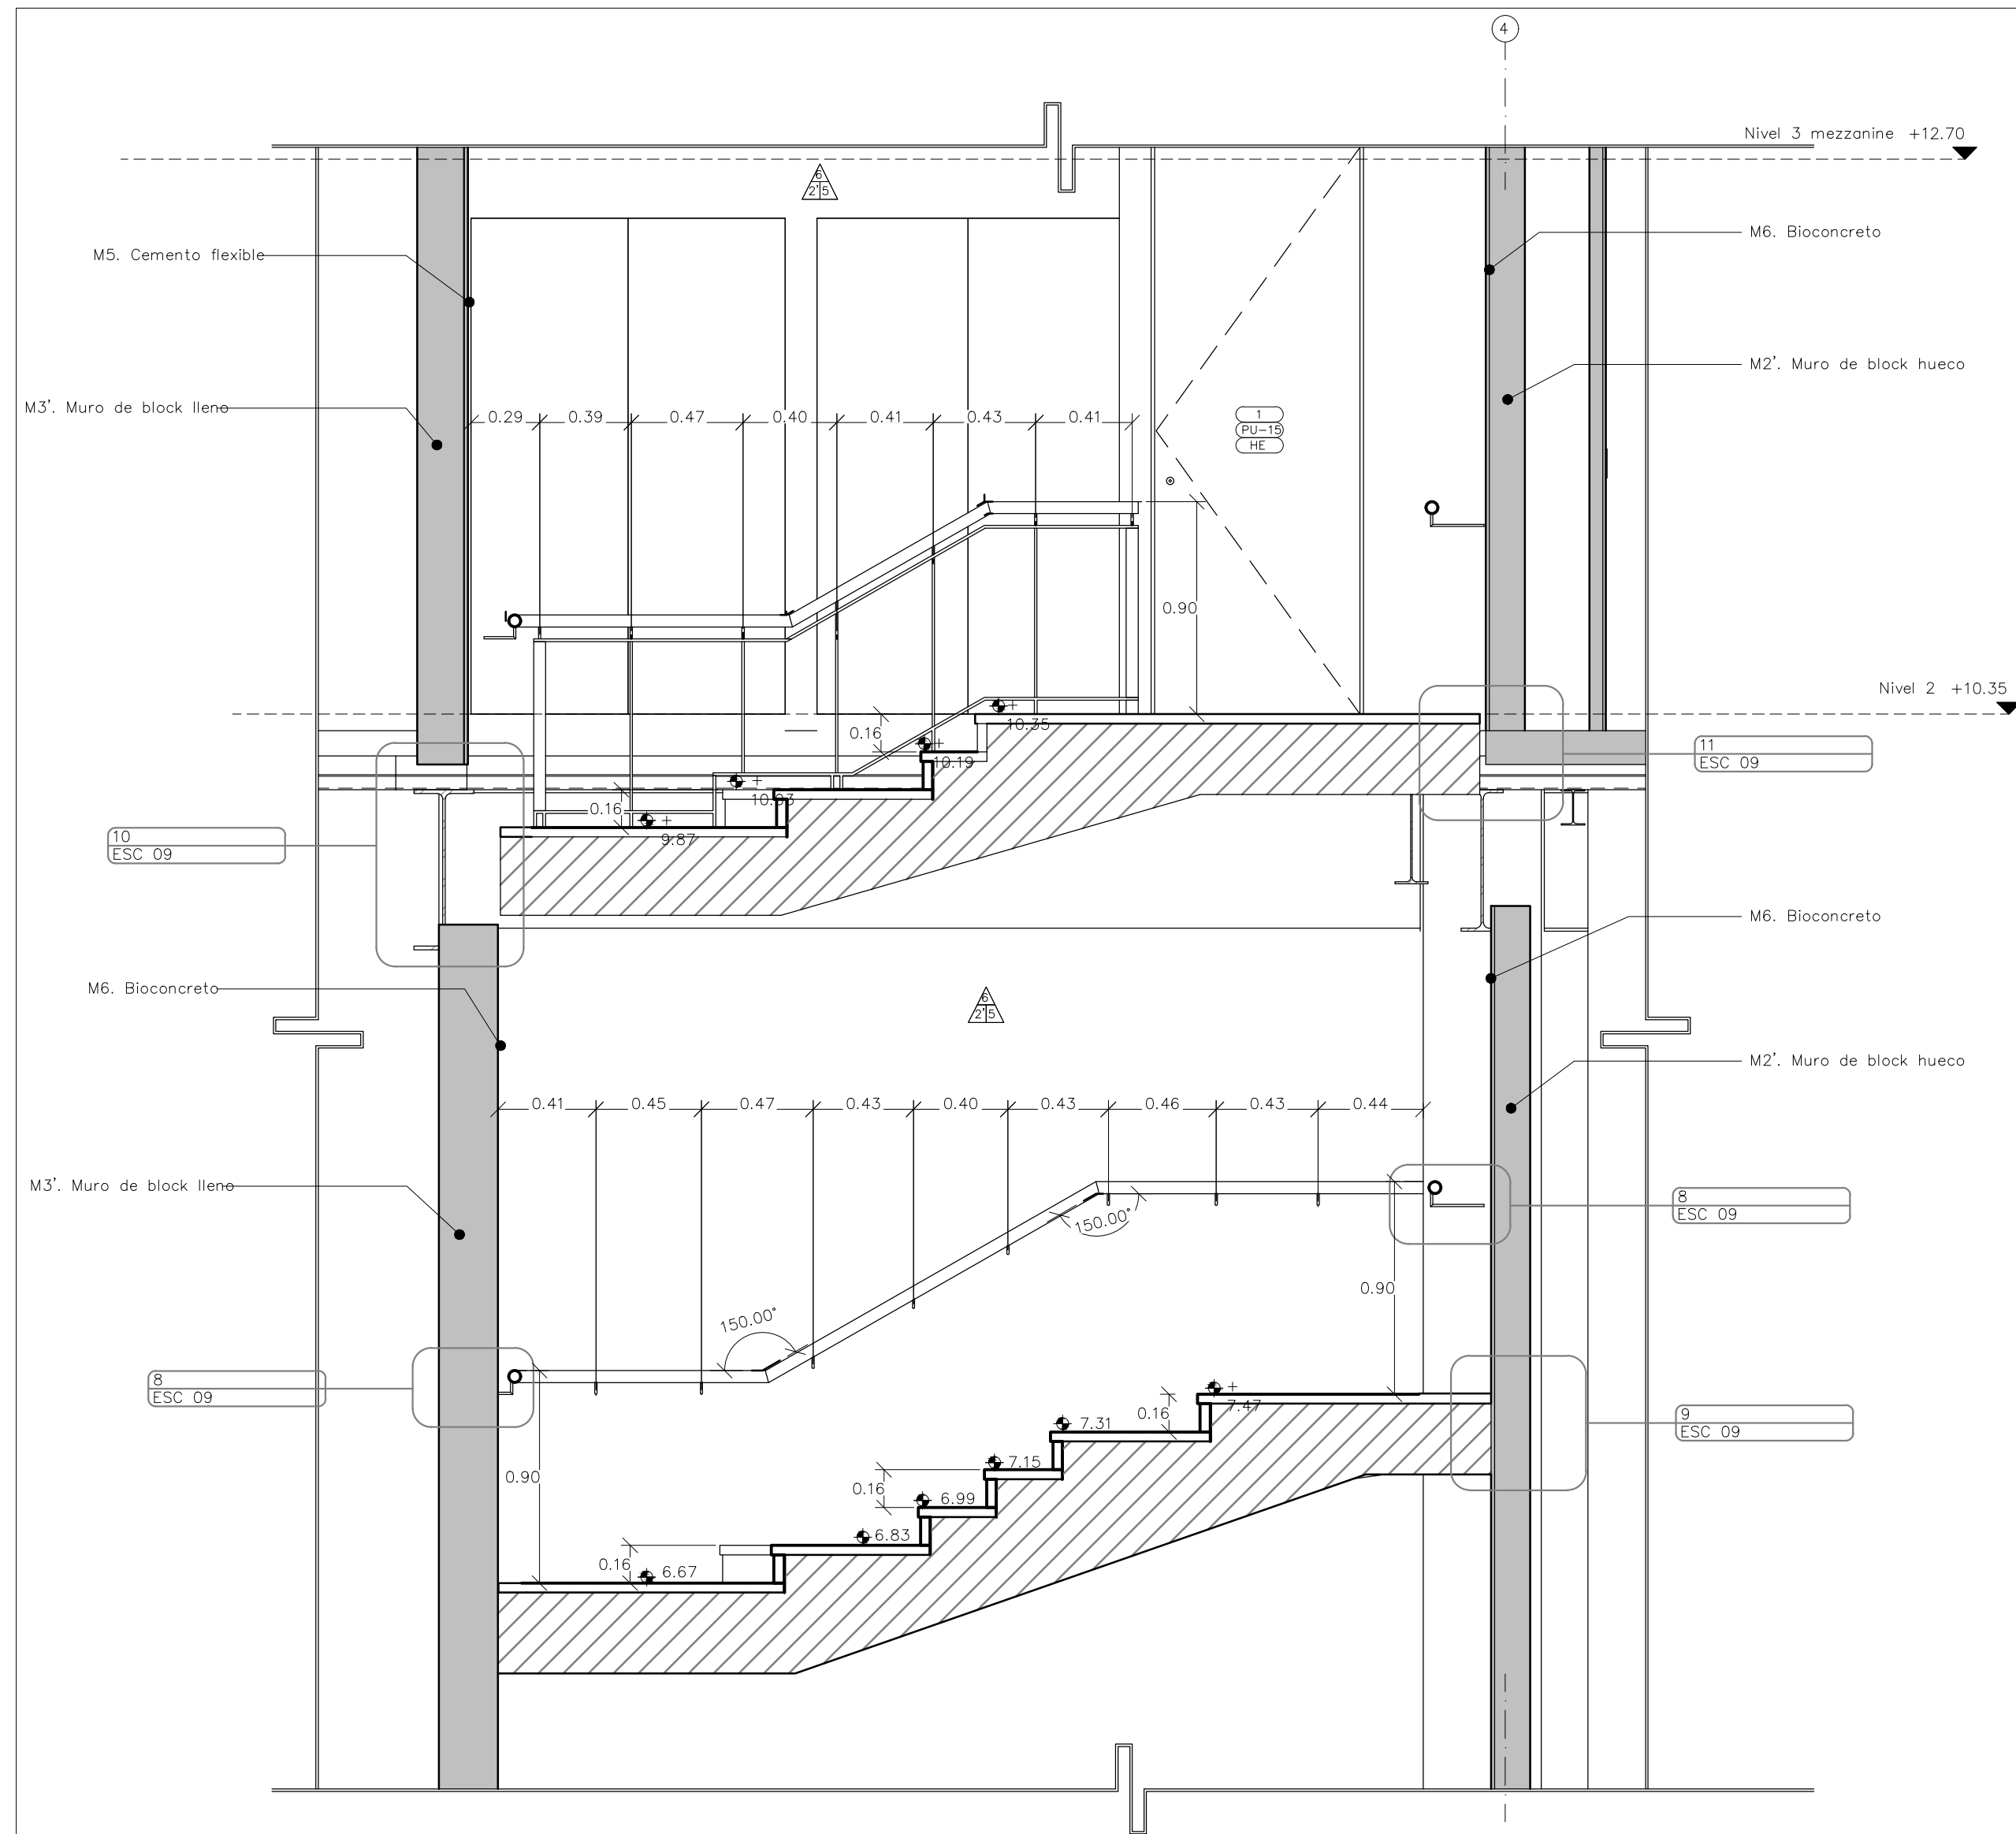 4
Nivel 3 mezzanine +12.70
6
2' 5
M6. Bioconcreto
M5. Cemento flexible
M2'. Muro de block hueco
M3'. Muro de block lleno
0.29 0.39 0.47 0.40 0.41 0.43 0.41
1
PU-15
HE
0.90
Nivel 2 +10.35
+
10.35
0.16
+
10.19
11
ESC 09
+
10.03
0.16
+
9.87
10
ESC 09
M6. Bioconcreto
M6. Bioconcreto
6
2' 5
M2'. Muro de block hueco
0.41 0.45 0.47 0.43 0.40 0.43 0.46 0.43 0.44
M3'. Muro de block lleno
8
ESC 09
150.00°
0.90
150.00°
8
ESC 09
+
7.47
0.16
7.31
9
ESC 09
7.15
0.90
0.16
6.99
6.83
0.16
6.67